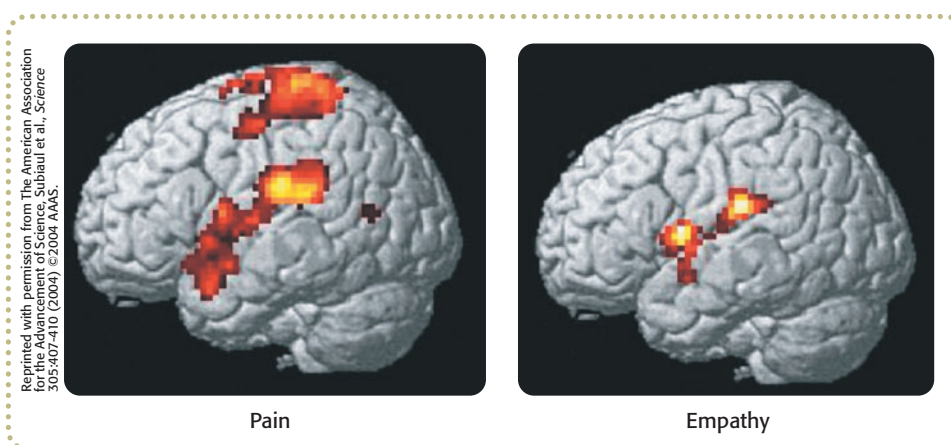 Reprinted with permission from The American Association
for the Advancement of Science, Subiaul et al., Science
305:407-410 (2004) ©2004 AAAS.
Pain
Empathy